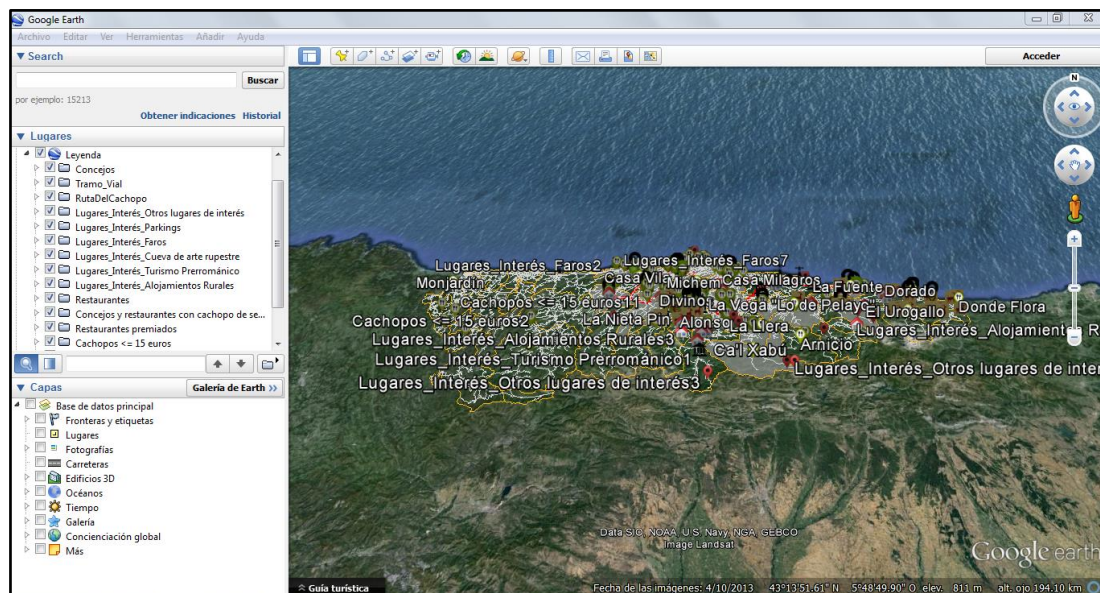 Google Earth
Archivo Editar Ver Herramientas Añadir Ayuda
Search
Buscar
por ejemplo: 15213
Obtener indicaciones Historial
Lugares
Leyenda
Concejos
Tramo_Vial
RutaDelCachopo
Lugares_Interés_Otros lugares de interés
Lugares_Interés_Parkings
Lugares_Interés_Faros
Lugares_Interés_Cueva de arte rupestre
Lugares_Interés_Turismo Prerrománico
Lugares_Interés_Alojamientos Rurales
Restaurantes
Concejos y restaurantes con cachopo de se...
Restaurantes premiados
Cachopos <= 15 euros
Capas
Galería de Earth >>
Base de datos principal
Fronteras y etiquetas
Lugares
Fotografías
Carreteras
Edificios 3D
Océanos
Tiempo
Galería
Concienciación global
Más
Acceder
N
Lugares_Interés_Faros2 Lugares_Interés_Faros7
Monjardin Casa Vila Michem Casa Milagros La Fuente Dorado
Cachopos <= 15 euros11 Divino La Vega "Lo de Pelayo El Urogallo Donde Flora
Cachopos <= 15 euros2 La Nieta Pin Alonso La Llera Lugares_Interés_Alojamientos R
Lugares_Interés_Alojamientos Rurales3 Ca'l Xabú Arnicio
Lugares_Interés_Turismo Prerrománico1 Lugares_Interés_Otros lugares de inter
Lugares_Interés_Otros lugares de interés3
Data SIO, NOAA, U.S. Navy, NGA, GEBCO
Image Landsat
Google earth
Guía turística
Fecha de las imágenes: 4/10/2013 43°13'51.61" N 5°48'49.90" O elev. 811 m alt. ojo 194.10 km